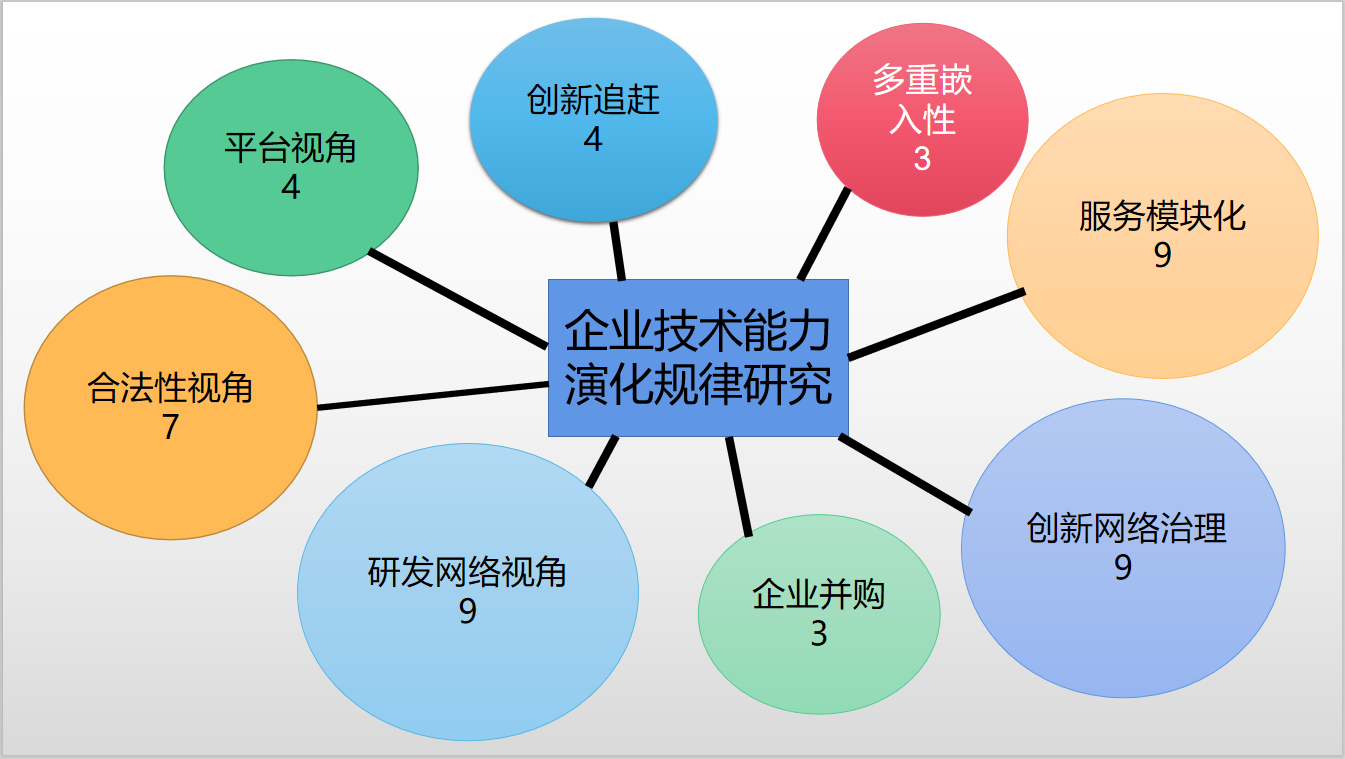 平台视角
4
创新追赶
4
多重嵌
入性
3
服务模块化
9
企业技术能力
演化规律研究
合法性视角
7
研发网络视角
9
企业并购
3
创新网络治理
9